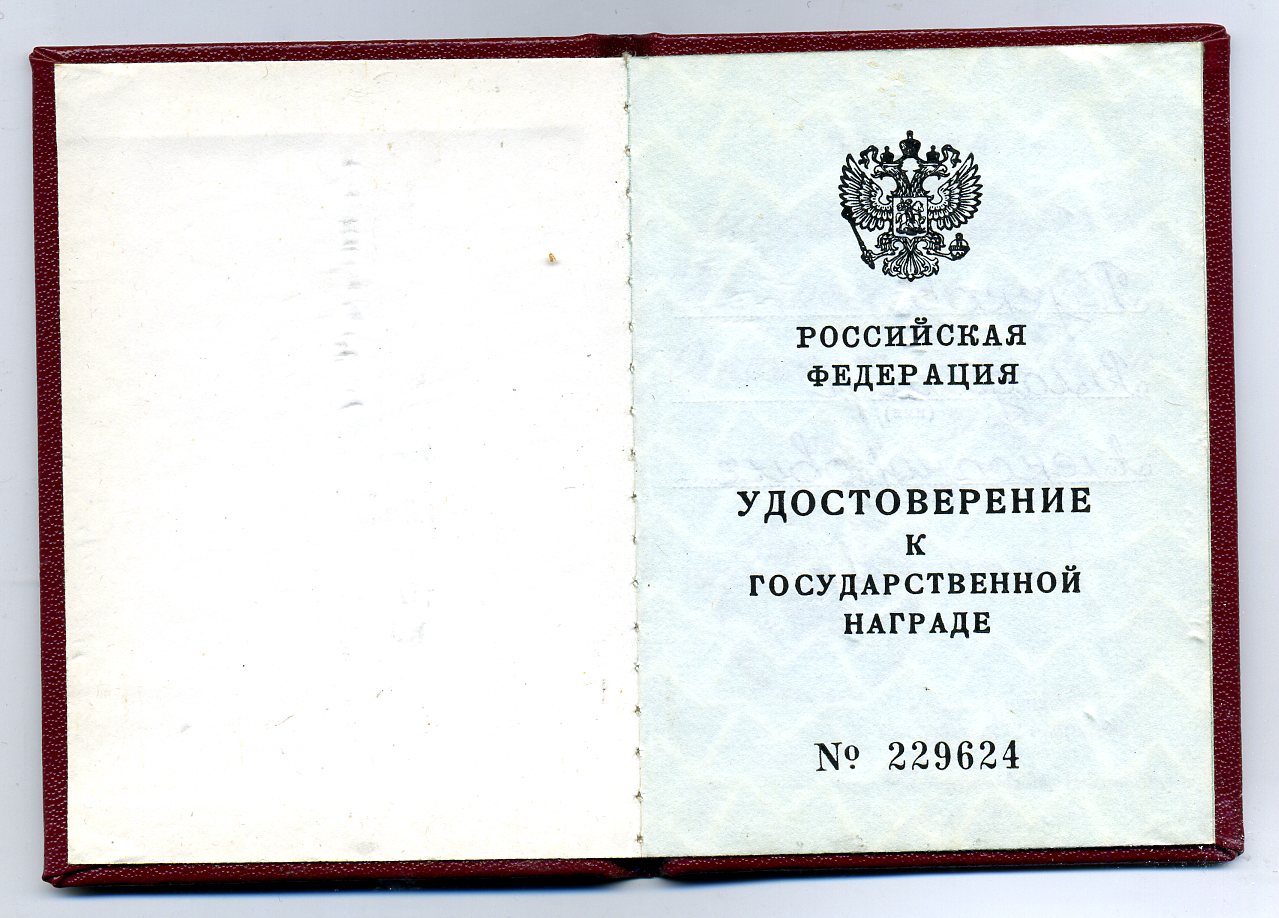 РОССИЙСКАЯ
ФЕДЕРАЦИЯ
УДОСТОВЕРЕНИЕ
К
ГОСУДАРСТВЕННОЙ
НАГРАДЕ
№ 229624